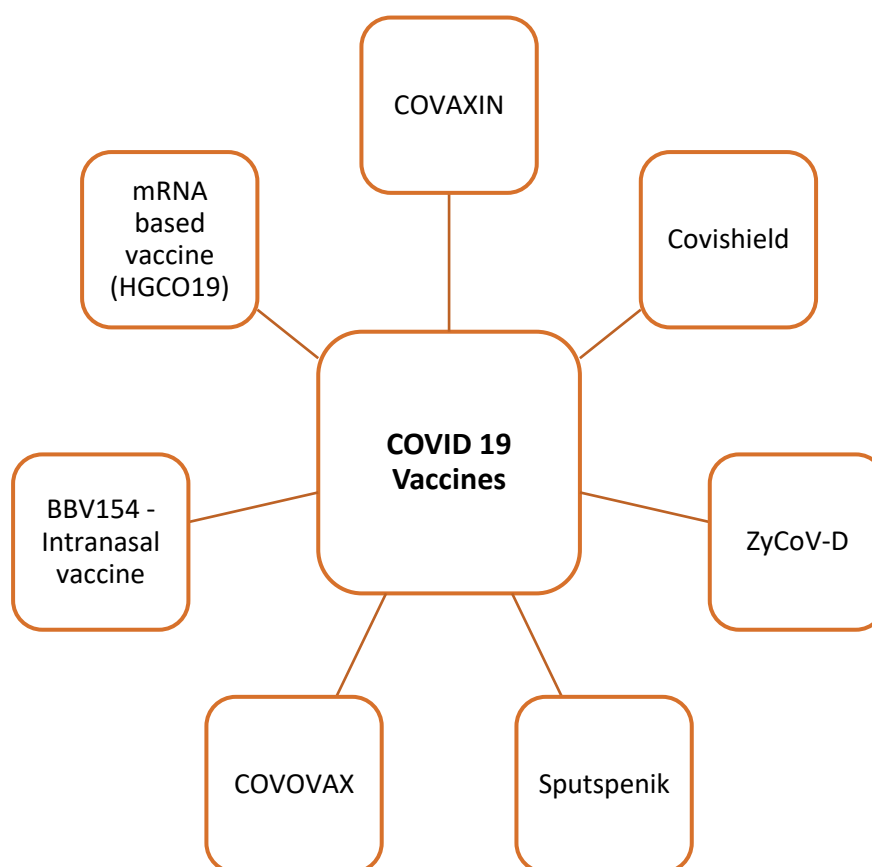 COVAXIN
mRNA
based
vaccine
(HGCO19)
Covishield
COVID 19
Vaccines
BBV154 -
Intranasal
vaccine
ZyCoV-D
COVOVAX
Sputspenik